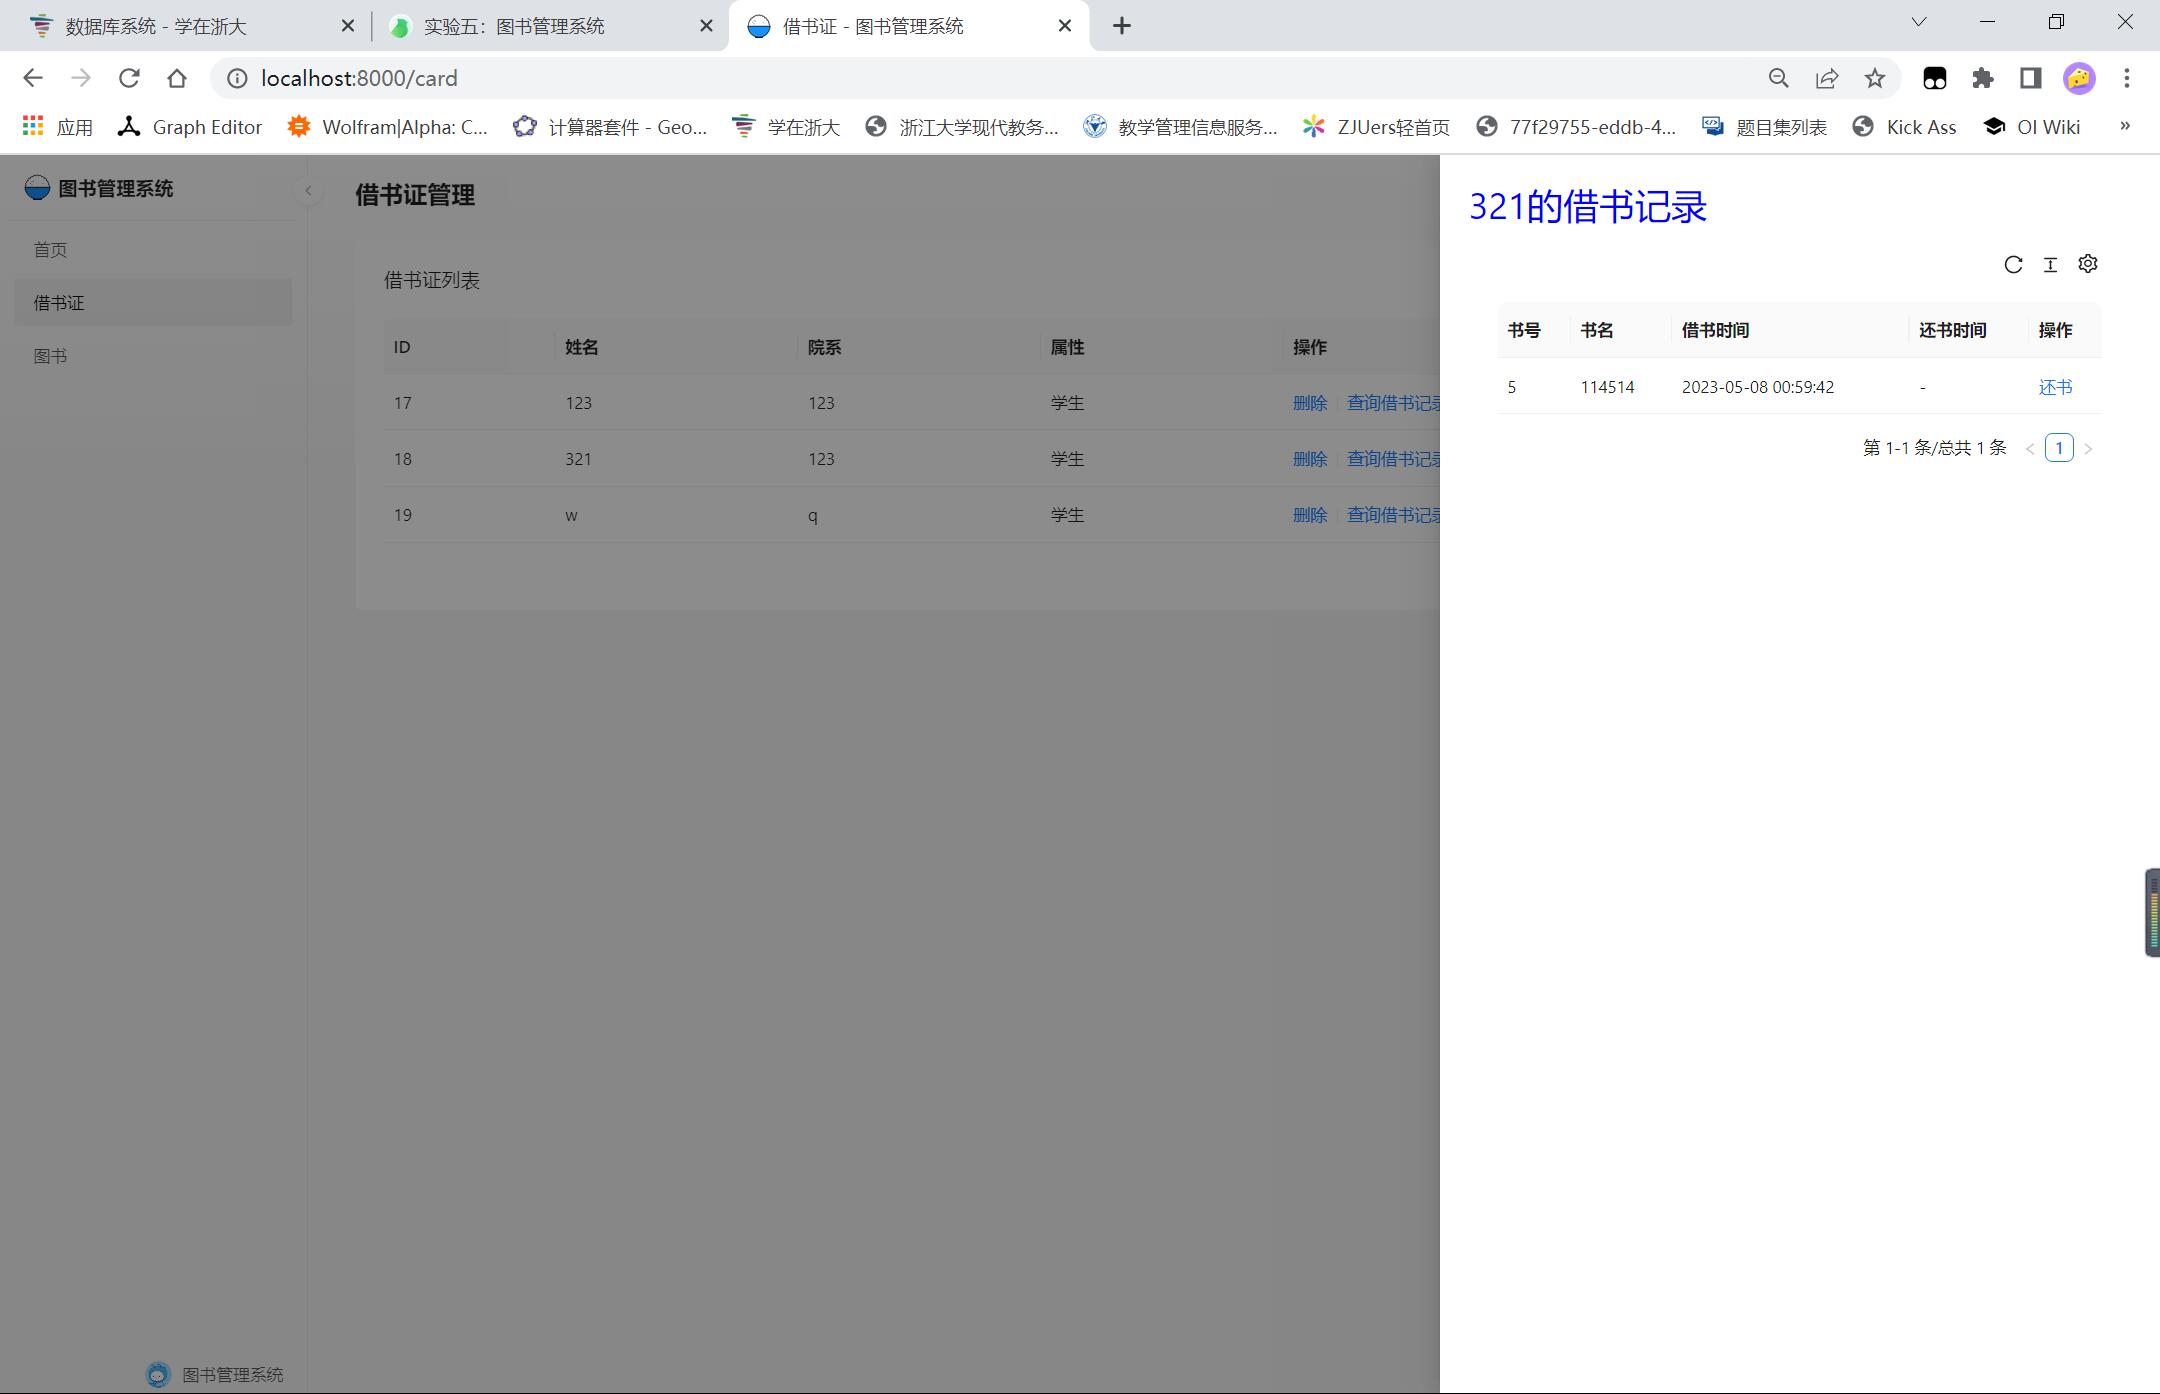 数据库系统 - 学在浙大
实验五：图书管理系统
借书证 - 图书管理系统
localhost:8000/card
应用
Graph Editor
Wolfram|Alpha: C...
计算器套件 - Geo...
学在浙大
浙江大学现代教务...
教学管理信息服务...
ZJUers轻首页
77f29755-eddb-4...
题目集列表
Kick Ass
OI Wiki
»
图书管理系统
首页
借书证
图书
借书证管理
借书证列表
ID 姓名 院系 属性 操作
17 123 123 学生 删除 查询借书记录
18 321 123 学生 删除 查询借书记录
19 w q 学生 删除 查询借书记录
图书管理系统
321的借书记录
书号 书名 借书时间 还书时间 操作
5 114514 2023-05-08 00:59:42 - 还书
第 1-1 条/总共 1 条 < 1 >